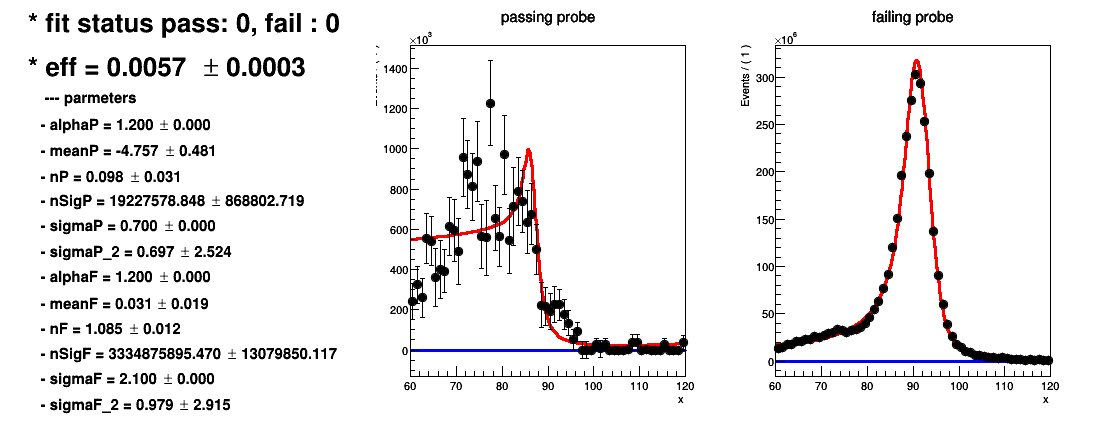 * fit status pass: 0, fail : 0
* eff = 0.0057 ± 0.0003
--- parmeters
- alphaP = 1.200 ± 0.000
- meanP = -4.757 ± 0.481
- nP = 0.098 ± 0.031
- nSigP = 19227578.848 ± 868802.719
- sigmaP = 0.700 ± 0.000
- sigmaP_2 = 0.697 ± 2.524
- alphaF = 1.200 ± 0.000
- meanF = 0.031 ± 0.019
- nF = 1.085 ± 0.012
- nSigF = 3334875895.470 ± 13079850.117
- sigmaF = 2.100 ± 0.000
- sigmaF_2 = 0.979 ± 2.915
passing probe
×10³
1400
1200
1000
800
600
400
200
0
60 70 80 90 100 110 120
x
failing probe
×10⁶
Events / ( 1 )
300
250
200
150
100
50
0
60 70 80 90 100 110 120
x